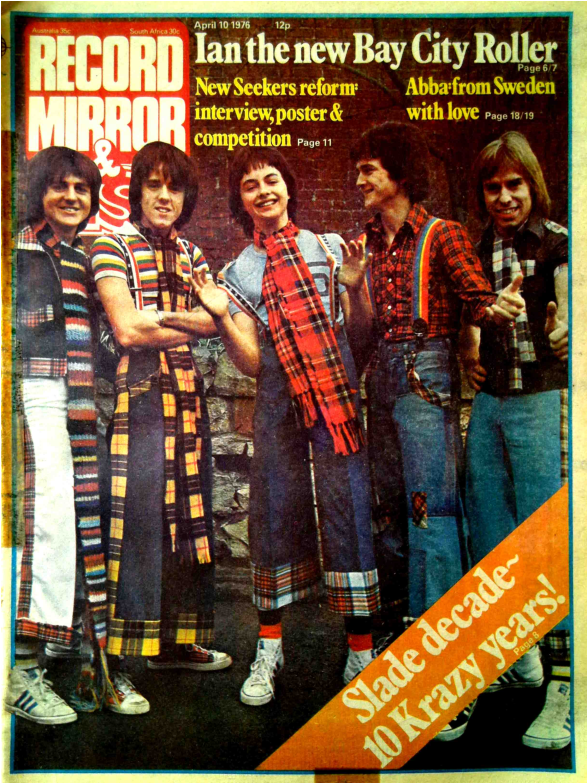 Australia 35c
South Africa 30c
April 10 1976
12p
RECORD
MIRROR
&
Ian the new Bay City Roller
Page 6/7
New Seekers reform:
interview, poster &
competition Page 11
Abba: from Sweden
with love Page 18/19
Slade decade~
10 Krazy years!
Page 8